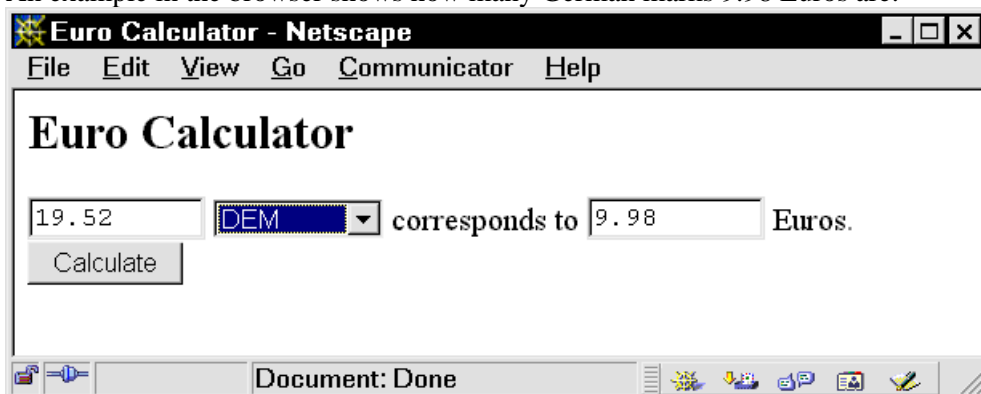 An example in the browser shows how many German marks 9.98 Euros are:
Euro Calculator - Netscape
File Edit View Go Communicator Help
Euro Calculator
19.52 DEM corresponds to 9.98 Euros.
Calculate
Document: Done